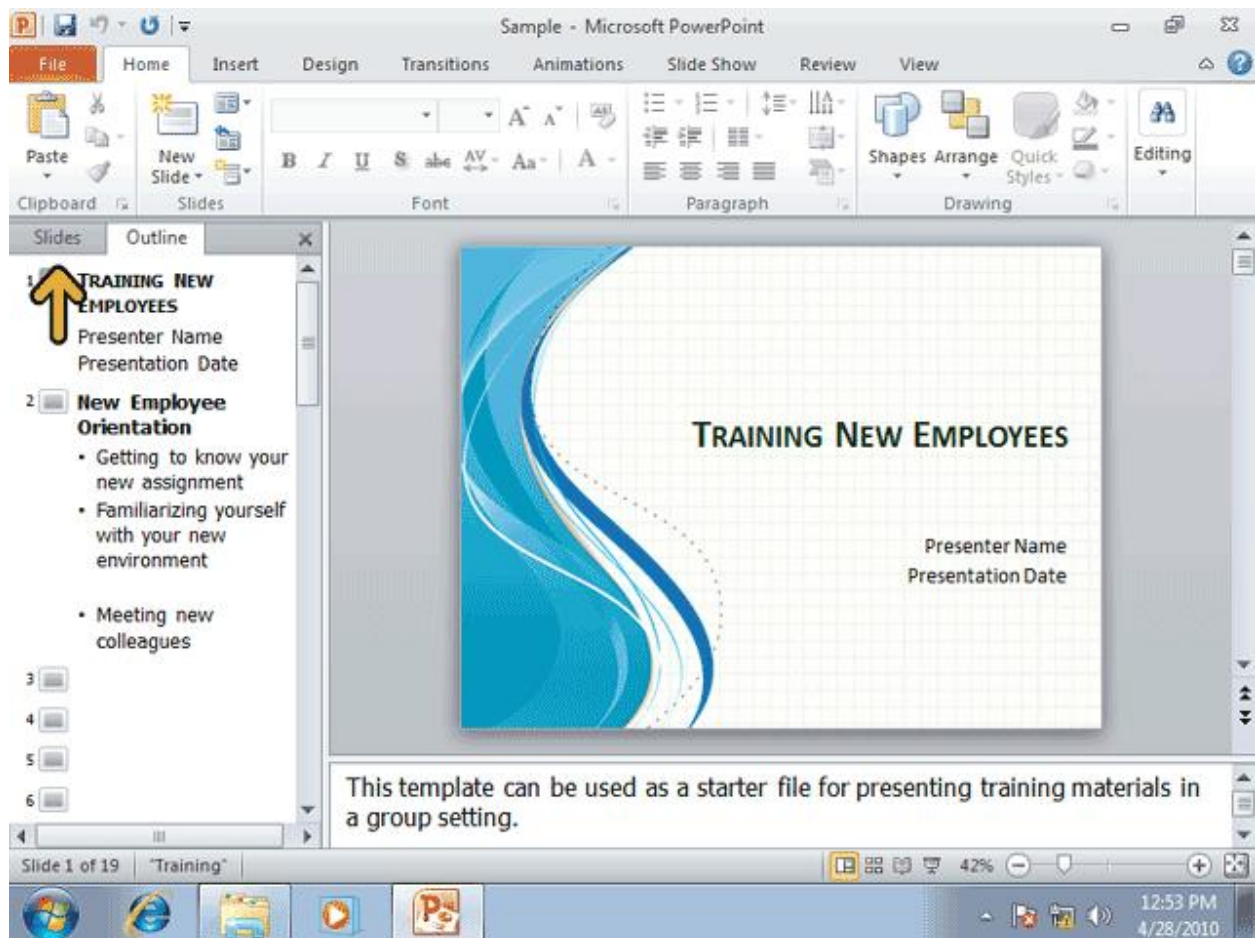 Sample - Microsoft PowerPoint
File Home Insert Design Transitions Animations Slide Show Review View
Paste
New Slide
B I U S abc AV Aa A
A A
Shapes Arrange Quick Styles
Editing
Clipboard Slides Font Paragraph Drawing
Slides Outline
1 TRAINING NEW
EMPLOYEES
Presenter Name
Presentation Date
2 New Employee
Orientation
• Getting to know your
new assignment
• Familiarizing yourself
with your new
environment
• Meeting new
colleagues
3
4
5
6
TRAINING NEW EMPLOYEES
Presenter Name
Presentation Date
This template can be used as a starter file for presenting training materials in
a group setting.
Slide 1 of 19 "Training" 42%
12:53 PM
4/28/2010